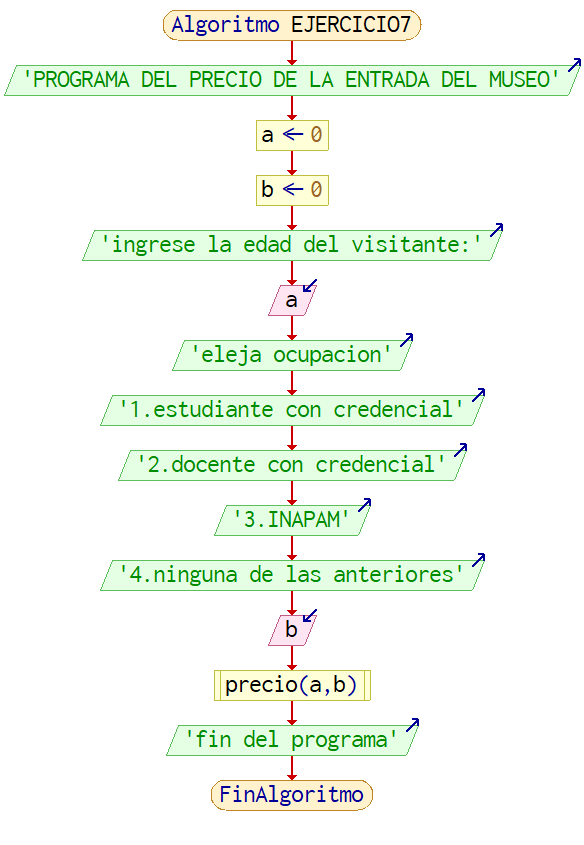 Algoritmo EJERCICIO7
'PROGRAMA DEL PRECIO DE LA ENTRADA DEL MUSEO'
a ← 0
b ← 0
'ingrese la edad del visitante:'
a
'eleja ocupacion'
'1.estudiante con credencial'
'2.docente con credencial'
'3.INAPAM'
'4.ninguna de las anteriores'
b
precio(a,b)
'fin del programa'
FinAlgoritmo